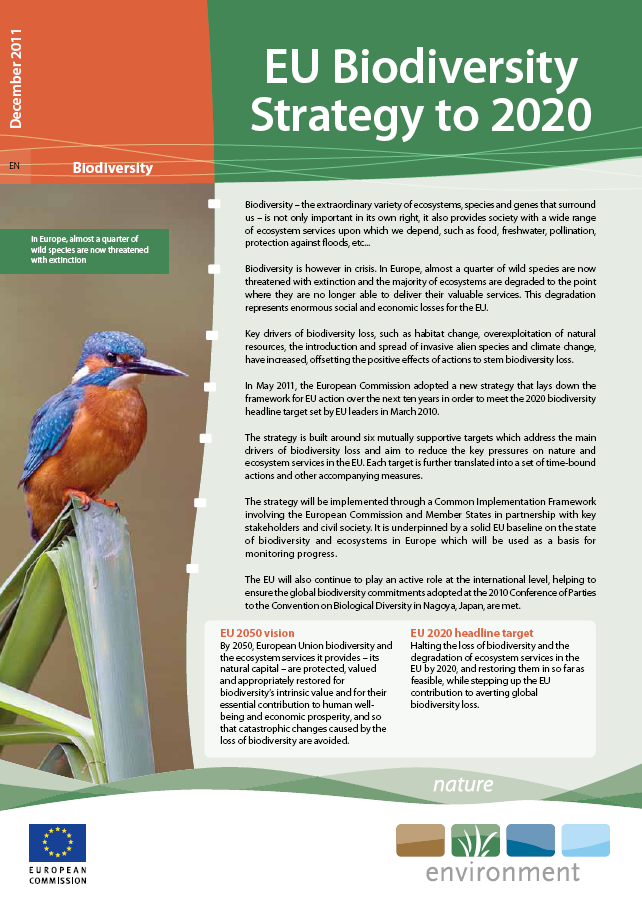 December 2011
EU Biodiversity
Strategy to 2020
EN
Biodiversity
In Europe, almost a quarter of
wild species are now threatened
with extinction
Biodiversity – the extraordinary variety of ecosystems, species and genes that surround
us – is not only important in its own right, it also provides society with a wide range
of ecosystem services upon which we depend, such as food, freshwater, pollination,
protection against floods, etc...
Biodiversity is however in crisis. In Europe, almost a quarter of wild species are now
threatened with extinction and the majority of ecosystems are degraded to the point
where they are no longer able to deliver their valuable services. This degradation
represents enormous social and economic losses for the EU.
Key drivers of biodiversity loss, such as habitat change, overexploitation of natural
resources, the introduction and spread of invasive alien species and climate change,
have increased, offsetting the positive effects of actions to stem biodiversity loss.
In May 2011, the European Commission adopted a new strategy that lays down the
framework for EU action over the next ten years in order to meet the 2020 biodiversity
headline target set by EU leaders in March 2010.
The strategy is built around six mutually supportive targets which address the main
drivers of biodiversity loss and aim to reduce the key pressures on nature and
ecosystem services in the EU. Each target is further translated into a set of time-bound
actions and other accompanying measures.
The strategy will be implemented through a Common Implementation Framework
involving the European Commission and Member States in partnership with key
stakeholders and civil society. It is underpinned by a solid EU baseline on the state
of biodiversity and ecosystems in Europe which will be used as a basis for
monitoring progress.
The EU will also continue to play an active role at the international level, helping to
ensure the global biodiversity commitments adopted at the 2010 Conference of Parties
to the Convention on Biological Diversity in Nagoya, Japan, are met.
EU 2050 vision
By 2050, European Union biodiversity and
the ecosystem services it provides – its
natural capital – are protected, valued
and appropriately restored for
biodiversity's intrinsic value and for their
essential contribution to human well-
being and economic prosperity, and so
that catastrophic changes caused by the
loss of biodiversity are avoided.
EU 2020 headline target
Halting the loss of biodiversity and the
degradation of ecosystem services in the
EU by 2020, and restoring them in so far as
feasible, while stepping up the EU
contribution to averting global
biodiversity loss.
nature
EUROPEAN
COMMISSION
environment